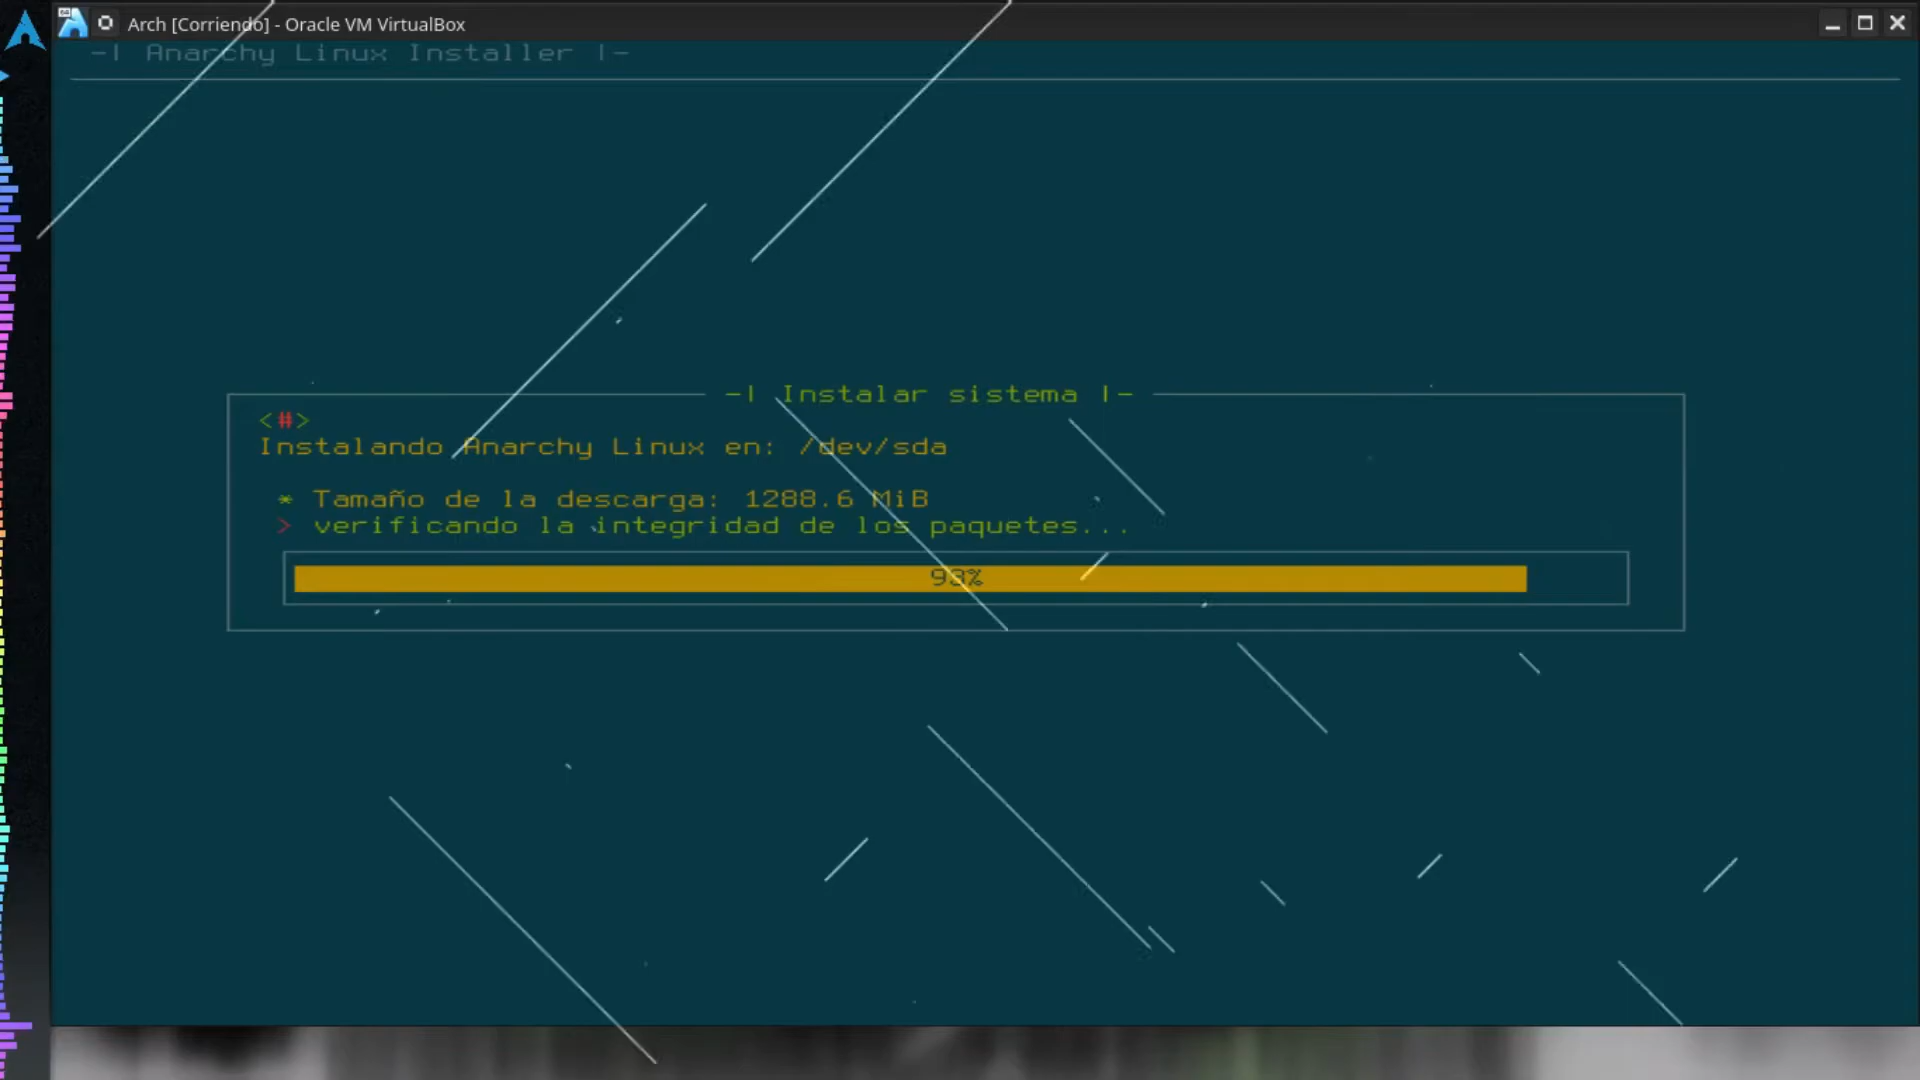 Arch [Corriendo] - Oracle VM VirtualBox
-| Anarchy Linux Installer |-
-| Instalar sistema |-
<#>
Instalando Anarchy Linux en: /dev/sda
* Tamaño de la descarga: 1288.6 MiB
> verificando la integridad de los paquetes...
93%